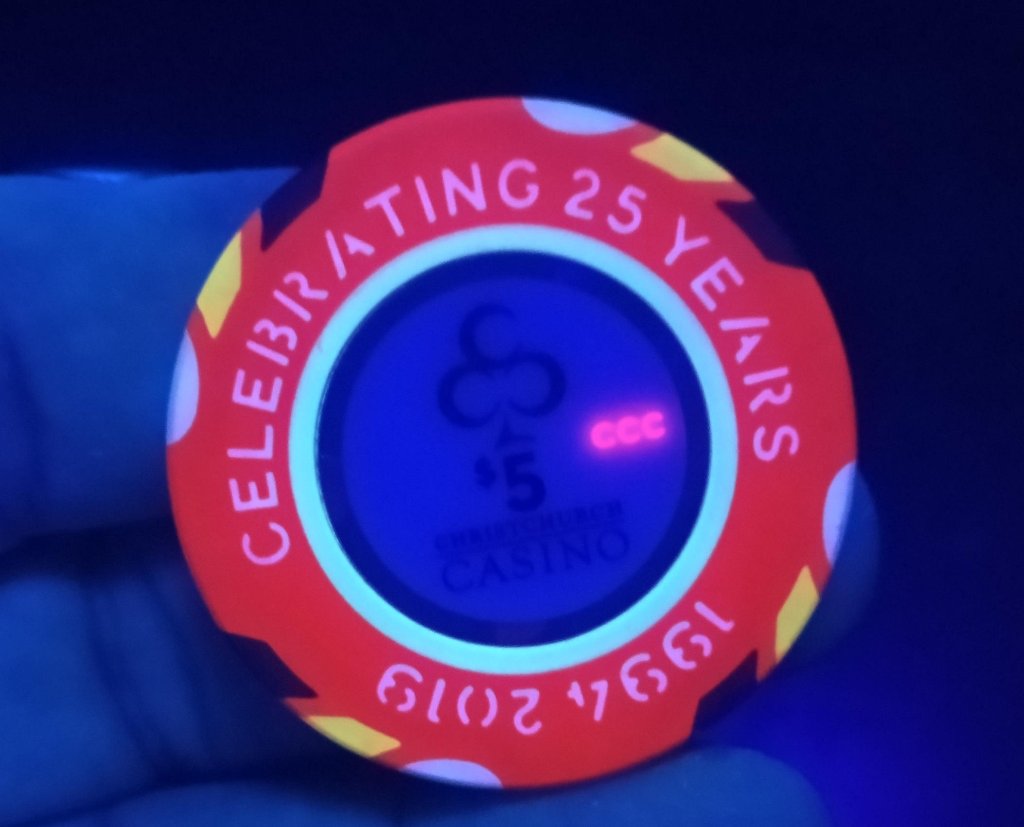 CELEBRATING 25 YEARS
CCC
$5
CHRISTCHURCH
CASINO
1994 2019